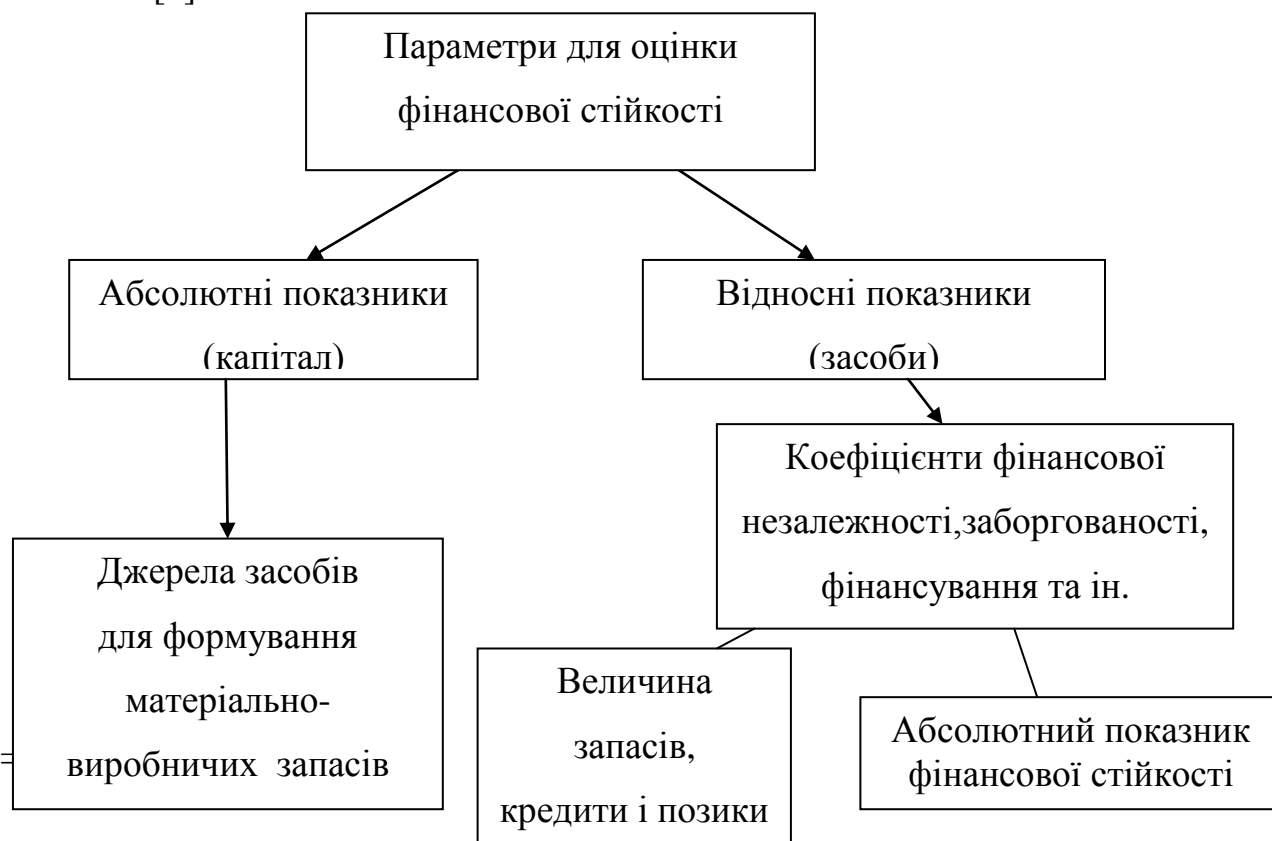 Параметри для оцінки
фінансової стійкості
Абсолютні показники
(капітал)
Відносні показники
(засоби)
Коефіцієнти фінансової
незалежності,заборгованості,
фінансування та ін.
Джерела засобів
для формування
матеріально-
виробничих запасів
Величина
запасів,
кредити і позики
Абсолютний показник
фінансової стійкості